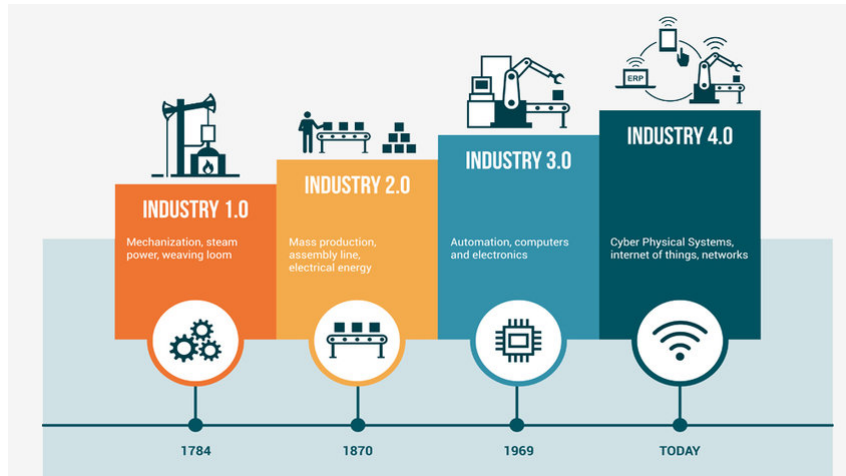 ERP
INDUSTRY 1.0
Mechanization, steam
power, weaving loom
INDUSTRY 2.0
Mass production,
assembly line,
electrical energy
INDUSTRY 3.0
Automation, computers
and electronics
INDUSTRY 4.0
Cyber Physical Systems,
internet of things, networks
1784
1870
1969
TODAY